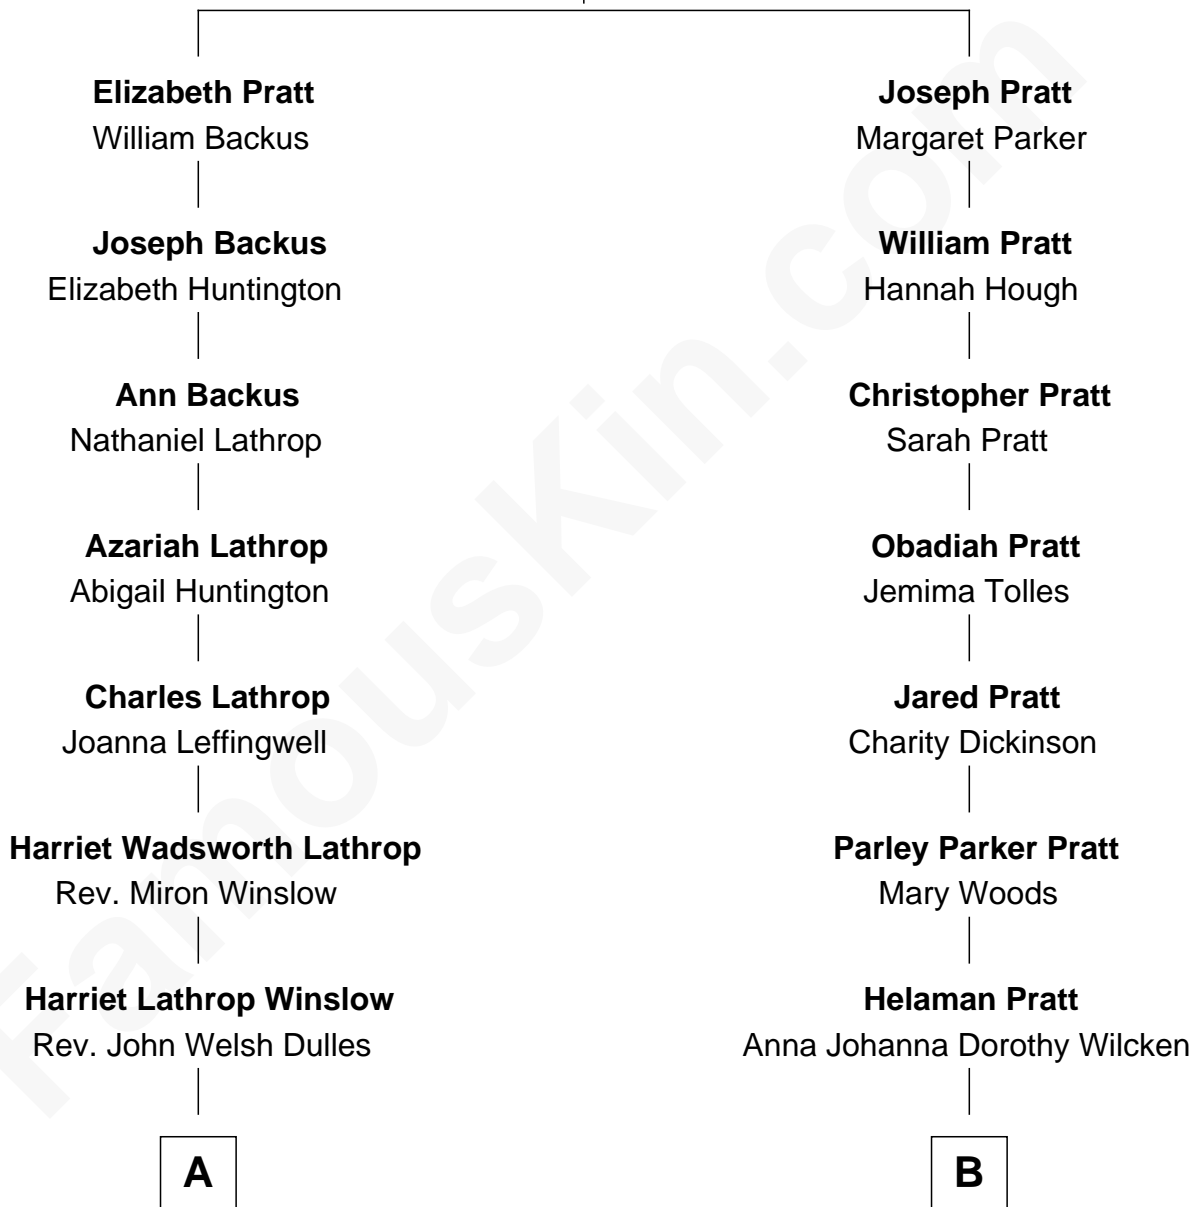 Elizabeth Pratt
William Backus
Joseph Backus
Elizabeth Huntington
Ann Backus
Nathaniel Lathrop
Azariah Lathrop
Abigail Huntington
Charles Lathrop
Joanna Leffingwell
Harriet Wadsworth Lathrop
Rev. Miron Winslow
Harriet Lathrop Winslow
Rev. John Welsh Dulles
A
Joseph Pratt
Margaret Parker
William Pratt
Hannah Hough
Christopher Pratt
Sarah Pratt
Obadiah Pratt
Jemima Tolles
Jared Pratt
Charity Dickinson
Parley Parker Pratt
Mary Woods
Helaman Pratt
Anna Johanna Dorothy Wilcken
B
FamousKin.com